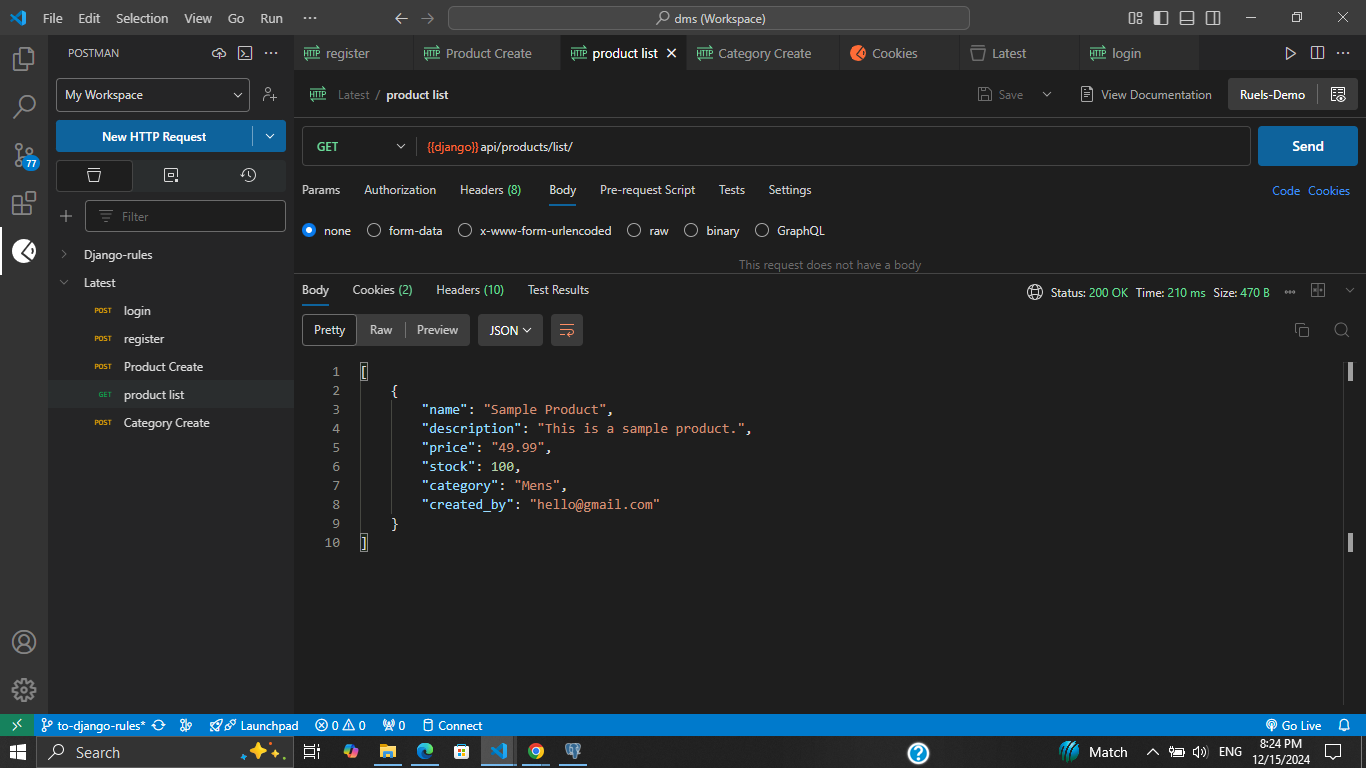 File Edit Selection View Go Run ··· dms (Workspace)
POSTMAN ···
register Product Create product list Category Create Cookies Latest login ···
My Workspace
Latest / product list Save View Documentation Ruels-Demo
New HTTP Request
GET {{django}}api/products/list/ Send
Params Authorization Headers (8) Body Pre-request Script Tests Settings Code Cookies
77
Filter
none form-data x-www-form-urlencoded raw binary GraphQL
This request does not have a body
Django-rules
Latest
POST login
POST register
POST Product Create
GET product list
POST Category Create
Body Cookies (2) Headers (10) Test Results Status: 200 OK Time: 210 ms Size: 470 B
Pretty Raw Preview JSON
1 [
2 {
3 "name": "Sample Product",
4 "description": "This is a sample product.",
5 "price": "49.99",
6 "stock": 100,
7 "category": "Mens",
8 "created_by": "hello@gmail.com"
9 }
10 ]
to-django-rules* Launchpad 0 0 0 Connect Go Live
Search Match ENG 8:24 PM
12/15/2024